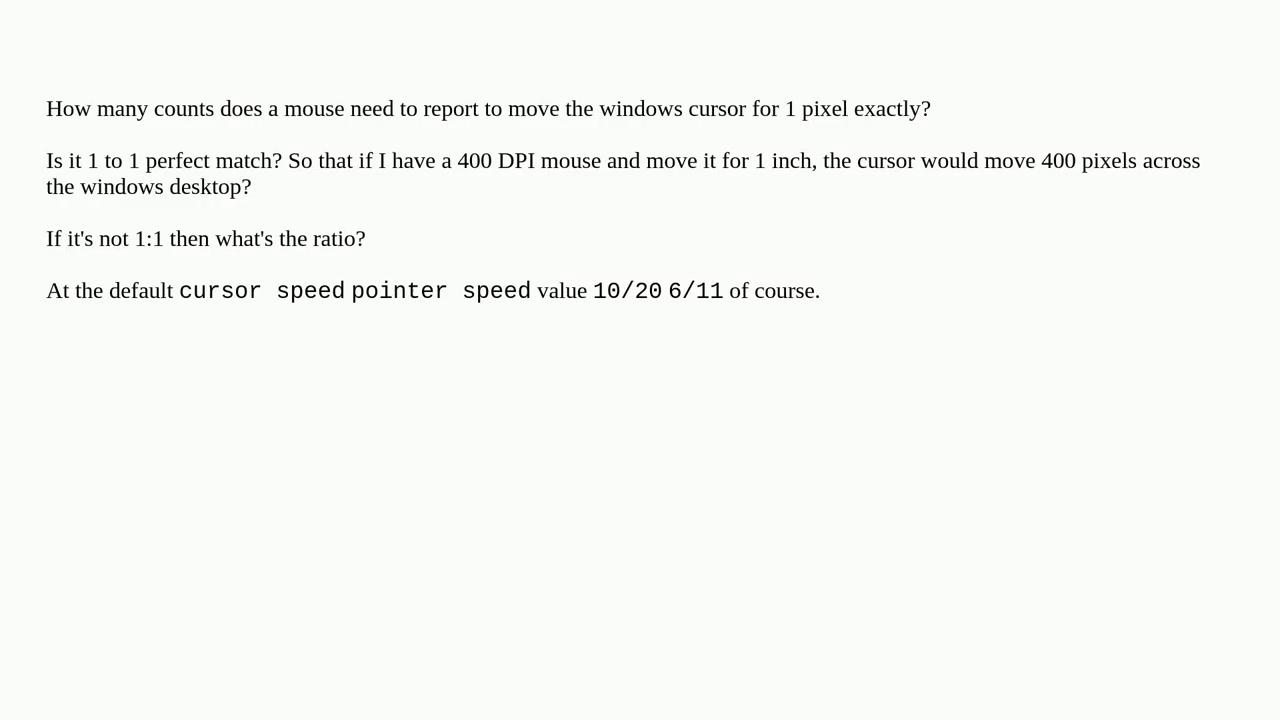 How many counts does a mouse need to report to move the windows cursor for 1 pixel exactly?
Is it 1 to 1 perfect match? So that if I have a 400 DPI mouse and move it for 1 inch, the cursor would move 400 pixels across
the windows desktop?
If it's not 1:1 then what's the ratio?
At the default cursor speed pointer speed value 10/20 6/11 of course.